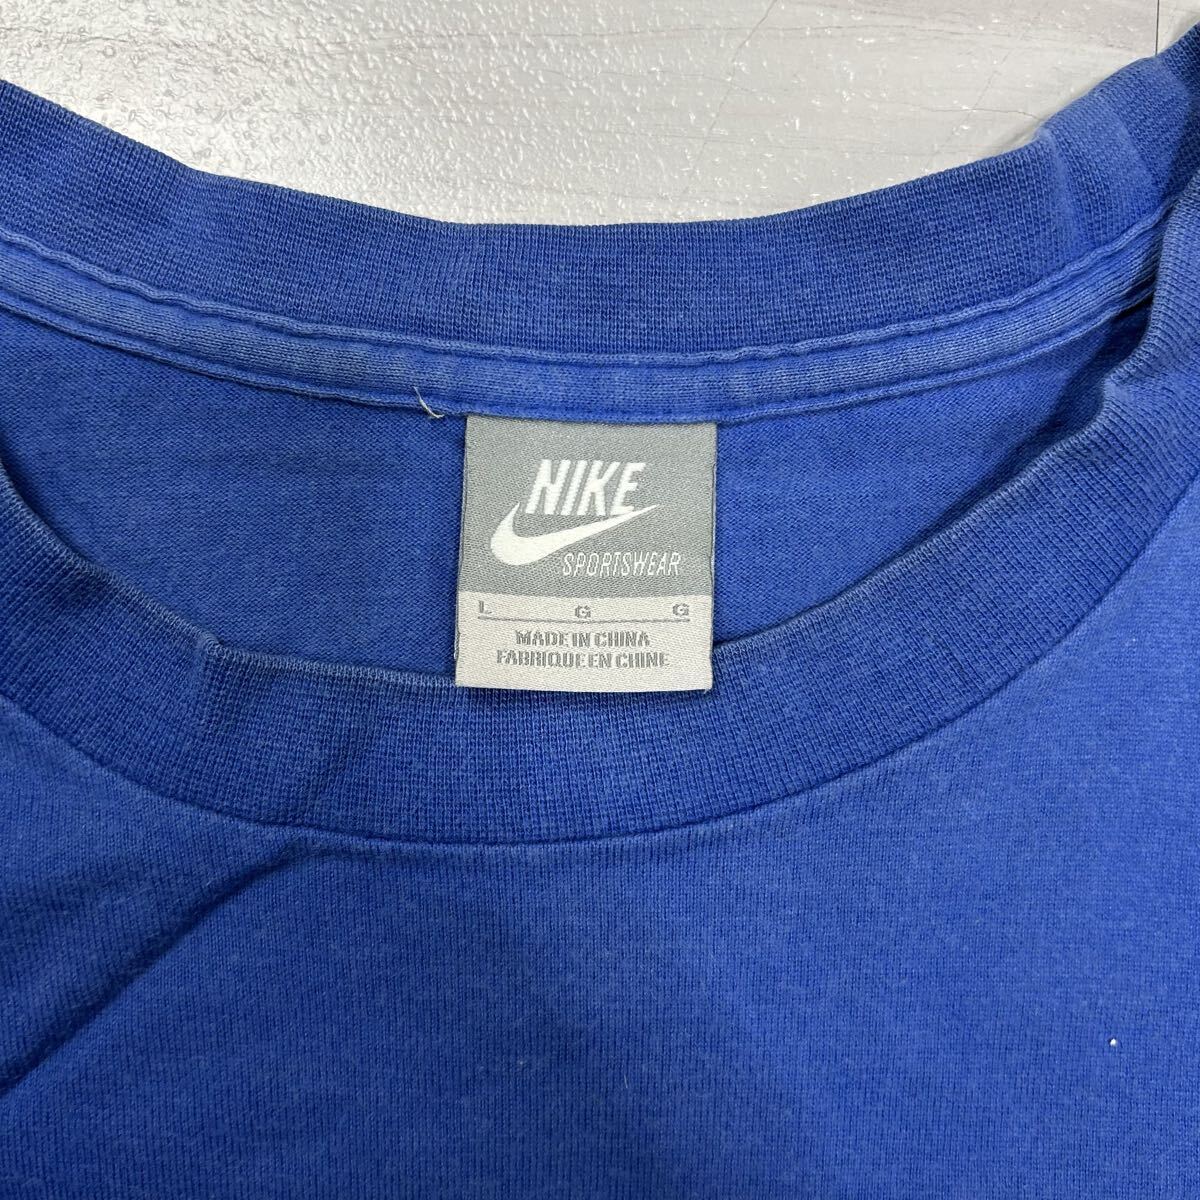 NIKE
SPORTSWEAR
L G G
MADE IN CHINA
FABRIQUE EN CHINE